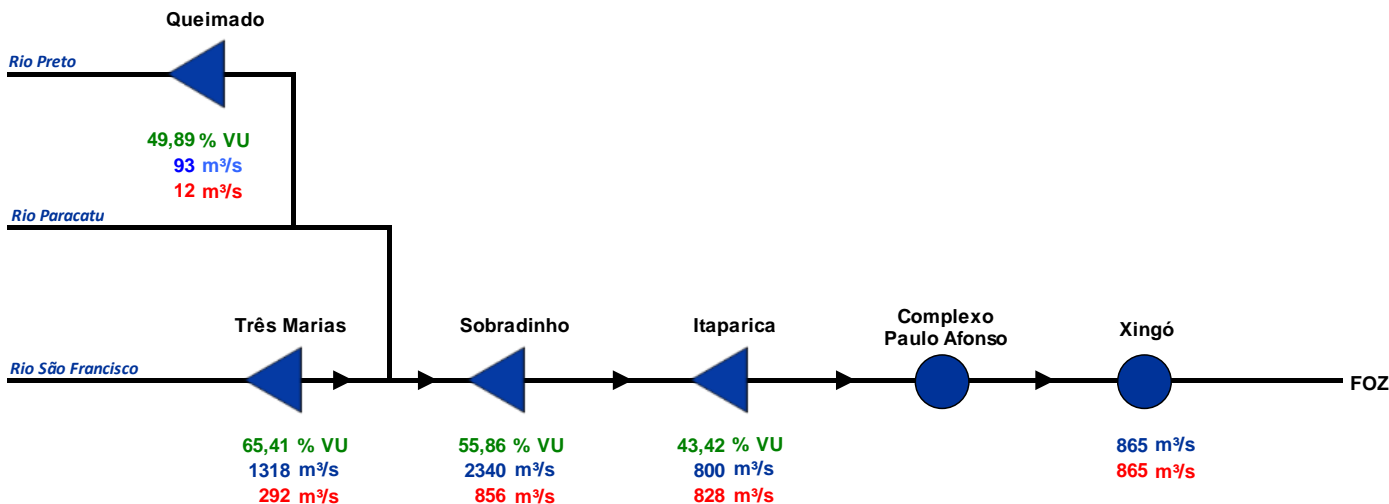 Queimado
Rio Preto
49,89 % VU
93 m³/s
12 m³/s
Rio Paracatu
Três Marias
Sobradinho
Itaparica
Complexo
Paulo Afonso
Xingó
Rio São Francisco
FOZ
65,41 % VU
1318 m³/s
292 m³/s
55,86 % VU
2340 m³/s
856 m³/s
43,42 % VU
800 m³/s
828 m³/s
865 m³/s
865 m³/s